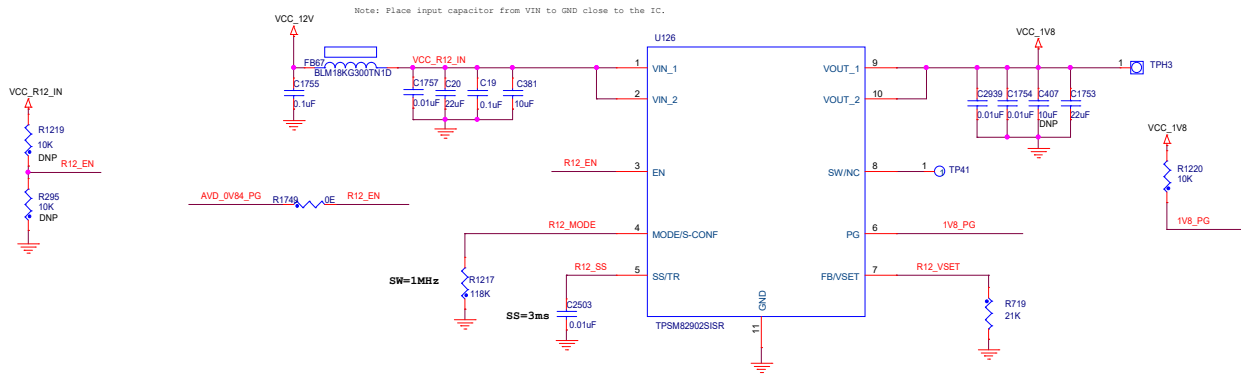 Note: Place input capacitor from VIN to GND close to the IC.
VCC_12V
FB67
BLM18KG300TN1D
VCC_R12_IN
C1755
0.1uF
C1757
0.01uF
C20
22uF
C19
0.1uF
C381
10uF
VCC_R12_IN
R1219
10K
DNP
R12_EN
R295
10K
DNP
AVD_0V84_PG
R1749
0E
R12_EN
U126
1
VIN_1
2
VIN_2
R12_EN
3
EN
R12_MODE
4
MODE/S-CONF
R12_SS
5
SS/TR
SW=1MHz
R1217
118K
SS=3ms
C2503
0.01uF
TPSM82902SISR
GND
11
VOUT_1
9
VOUT_2
10
SW/NC
8
1
1
TP41
PG
6
1V8_PG
FB/VSET
7
R12_VSET
R719
21K
VCC_1V8
1
TPH3
C2939
0.01uF
C1754
0.01uF
C407
10uF
DNP
C1753
22uF
VCC_1V8
R1220
10K
1V8_PG